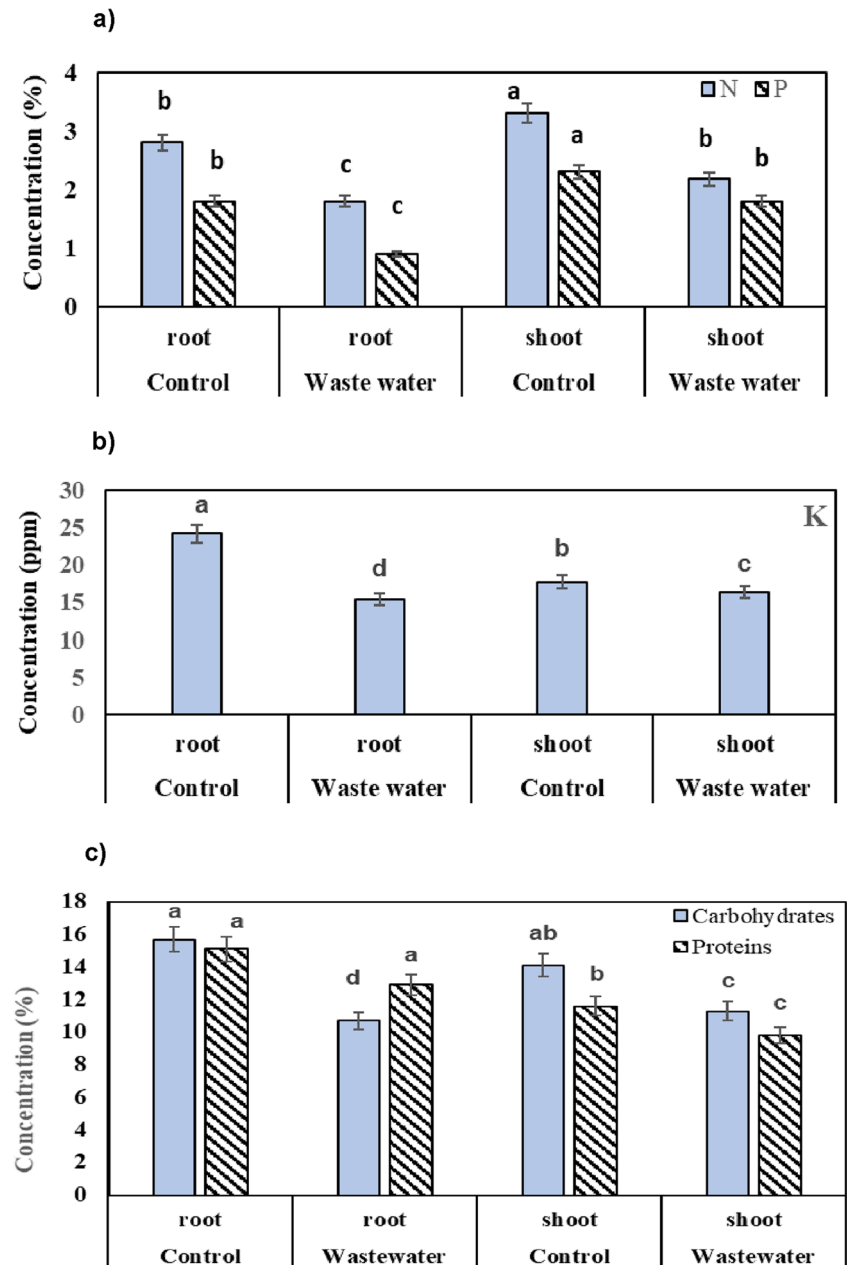 a)
Concentration (%)
4
3
2
1
0
N P
b
b
c
c
a
a
b
b
root root shoot shoot
Control Waste water Control Waste water
b)
Concentration (ppm)
30
25
20
15
10
5
0
K
a
d
b
c
root root shoot shoot
Control Waste water Control Waste water
c)
Concentration (%)
18
16
14
12
10
8
6
4
2
0
Carbohydrates
Proteins
a
a
d
a
ab
b
c
c
root root shoot shoot
Control Wastewater Control Wastewater